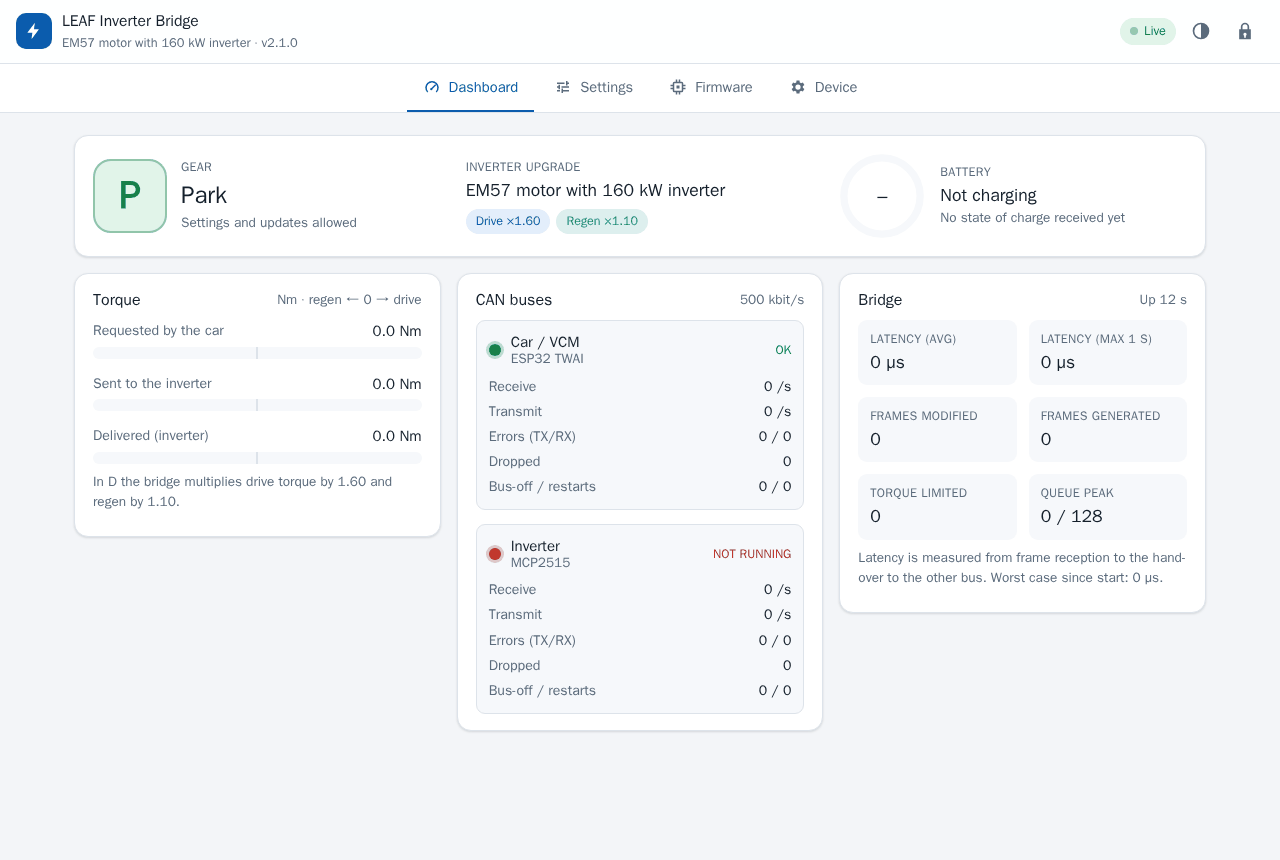 LEAF Inverter Bridge
EM57 motor with 160 kW inverter · v2.1.0
Live
Dashboard
Settings
Firmware
Device
P
GEAR
Park
Settings and updates allowed
INVERTER UPGRADE
EM57 motor with 160 kW inverter
Drive ×1.60
Regen ×1.10
–
BATTERY
Not charging
No state of charge received yet
Torque
Nm · regen ← 0 → drive
Requested by the car
0.0 Nm
Sent to the inverter
0.0 Nm
Delivered (inverter)
0.0 Nm
In D the bridge multiplies drive torque by 1.60 and
regen by 1.10.
CAN buses
500 kbit/s
Car / VCM
ESP32 TWAI
OK
Receive
0 /s
Transmit
0 /s
Errors (TX/RX)
0 / 0
Dropped
0
Bus-off / restarts
0 / 0
Inverter
MCP2515
NOT RUNNING
Receive
0 /s
Transmit
0 /s
Errors (TX/RX)
0 / 0
Dropped
0
Bus-off / restarts
0 / 0
Bridge
Up 12 s
LATENCY (AVG)
0 µs
LATENCY (MAX 1 S)
0 µs
FRAMES MODIFIED
0
FRAMES GENERATED
0
TORQUE LIMITED
0
QUEUE PEAK
0 / 128
Latency is measured from frame reception to the hand-
over to the other bus. Worst case since start: 0 µs.